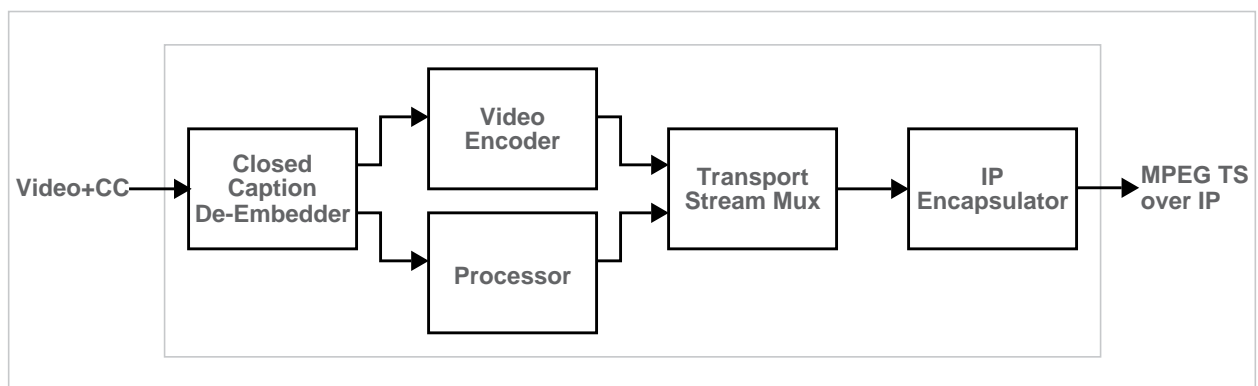 Video+CC
Closed
Caption
De-Embedder
Video
Encoder
Processor
Transport
Stream Mux
IP
Encapsulator
MPEG TS
over IP